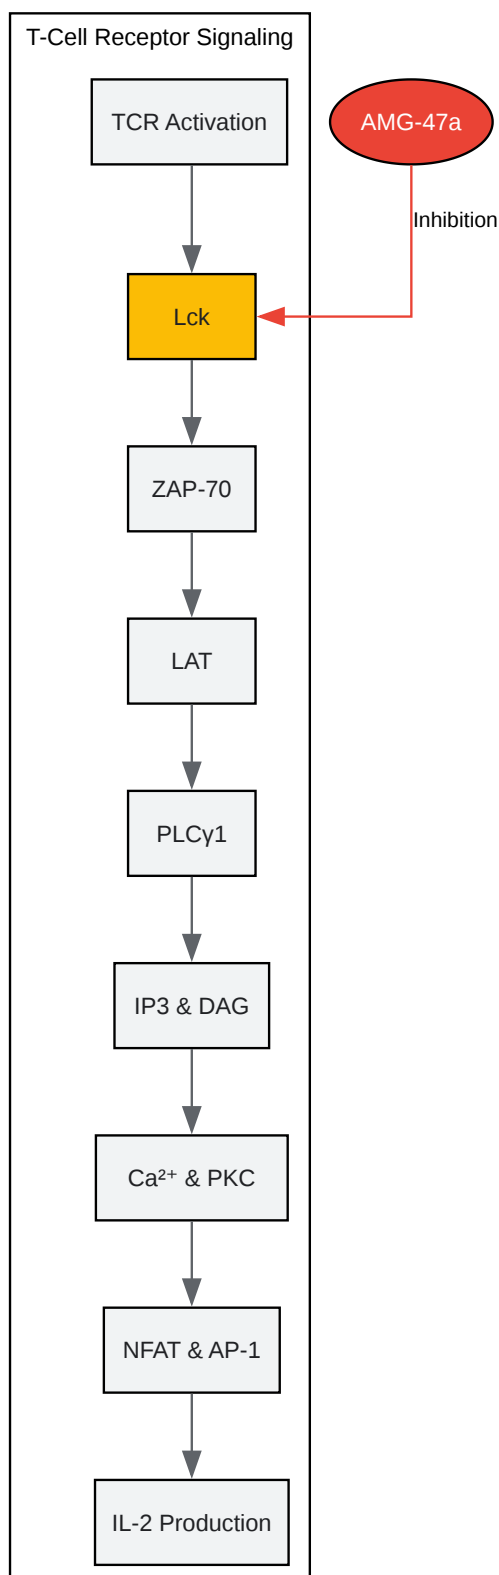 T-Cell Receptor Signaling
TCR Activation
AMG-47a
Inhibition
Lck
ZAP-70
LAT
PLCγ1
IP3 & DAG
Ca²⁺ & PKC
NFAT & AP-1
IL-2 Production